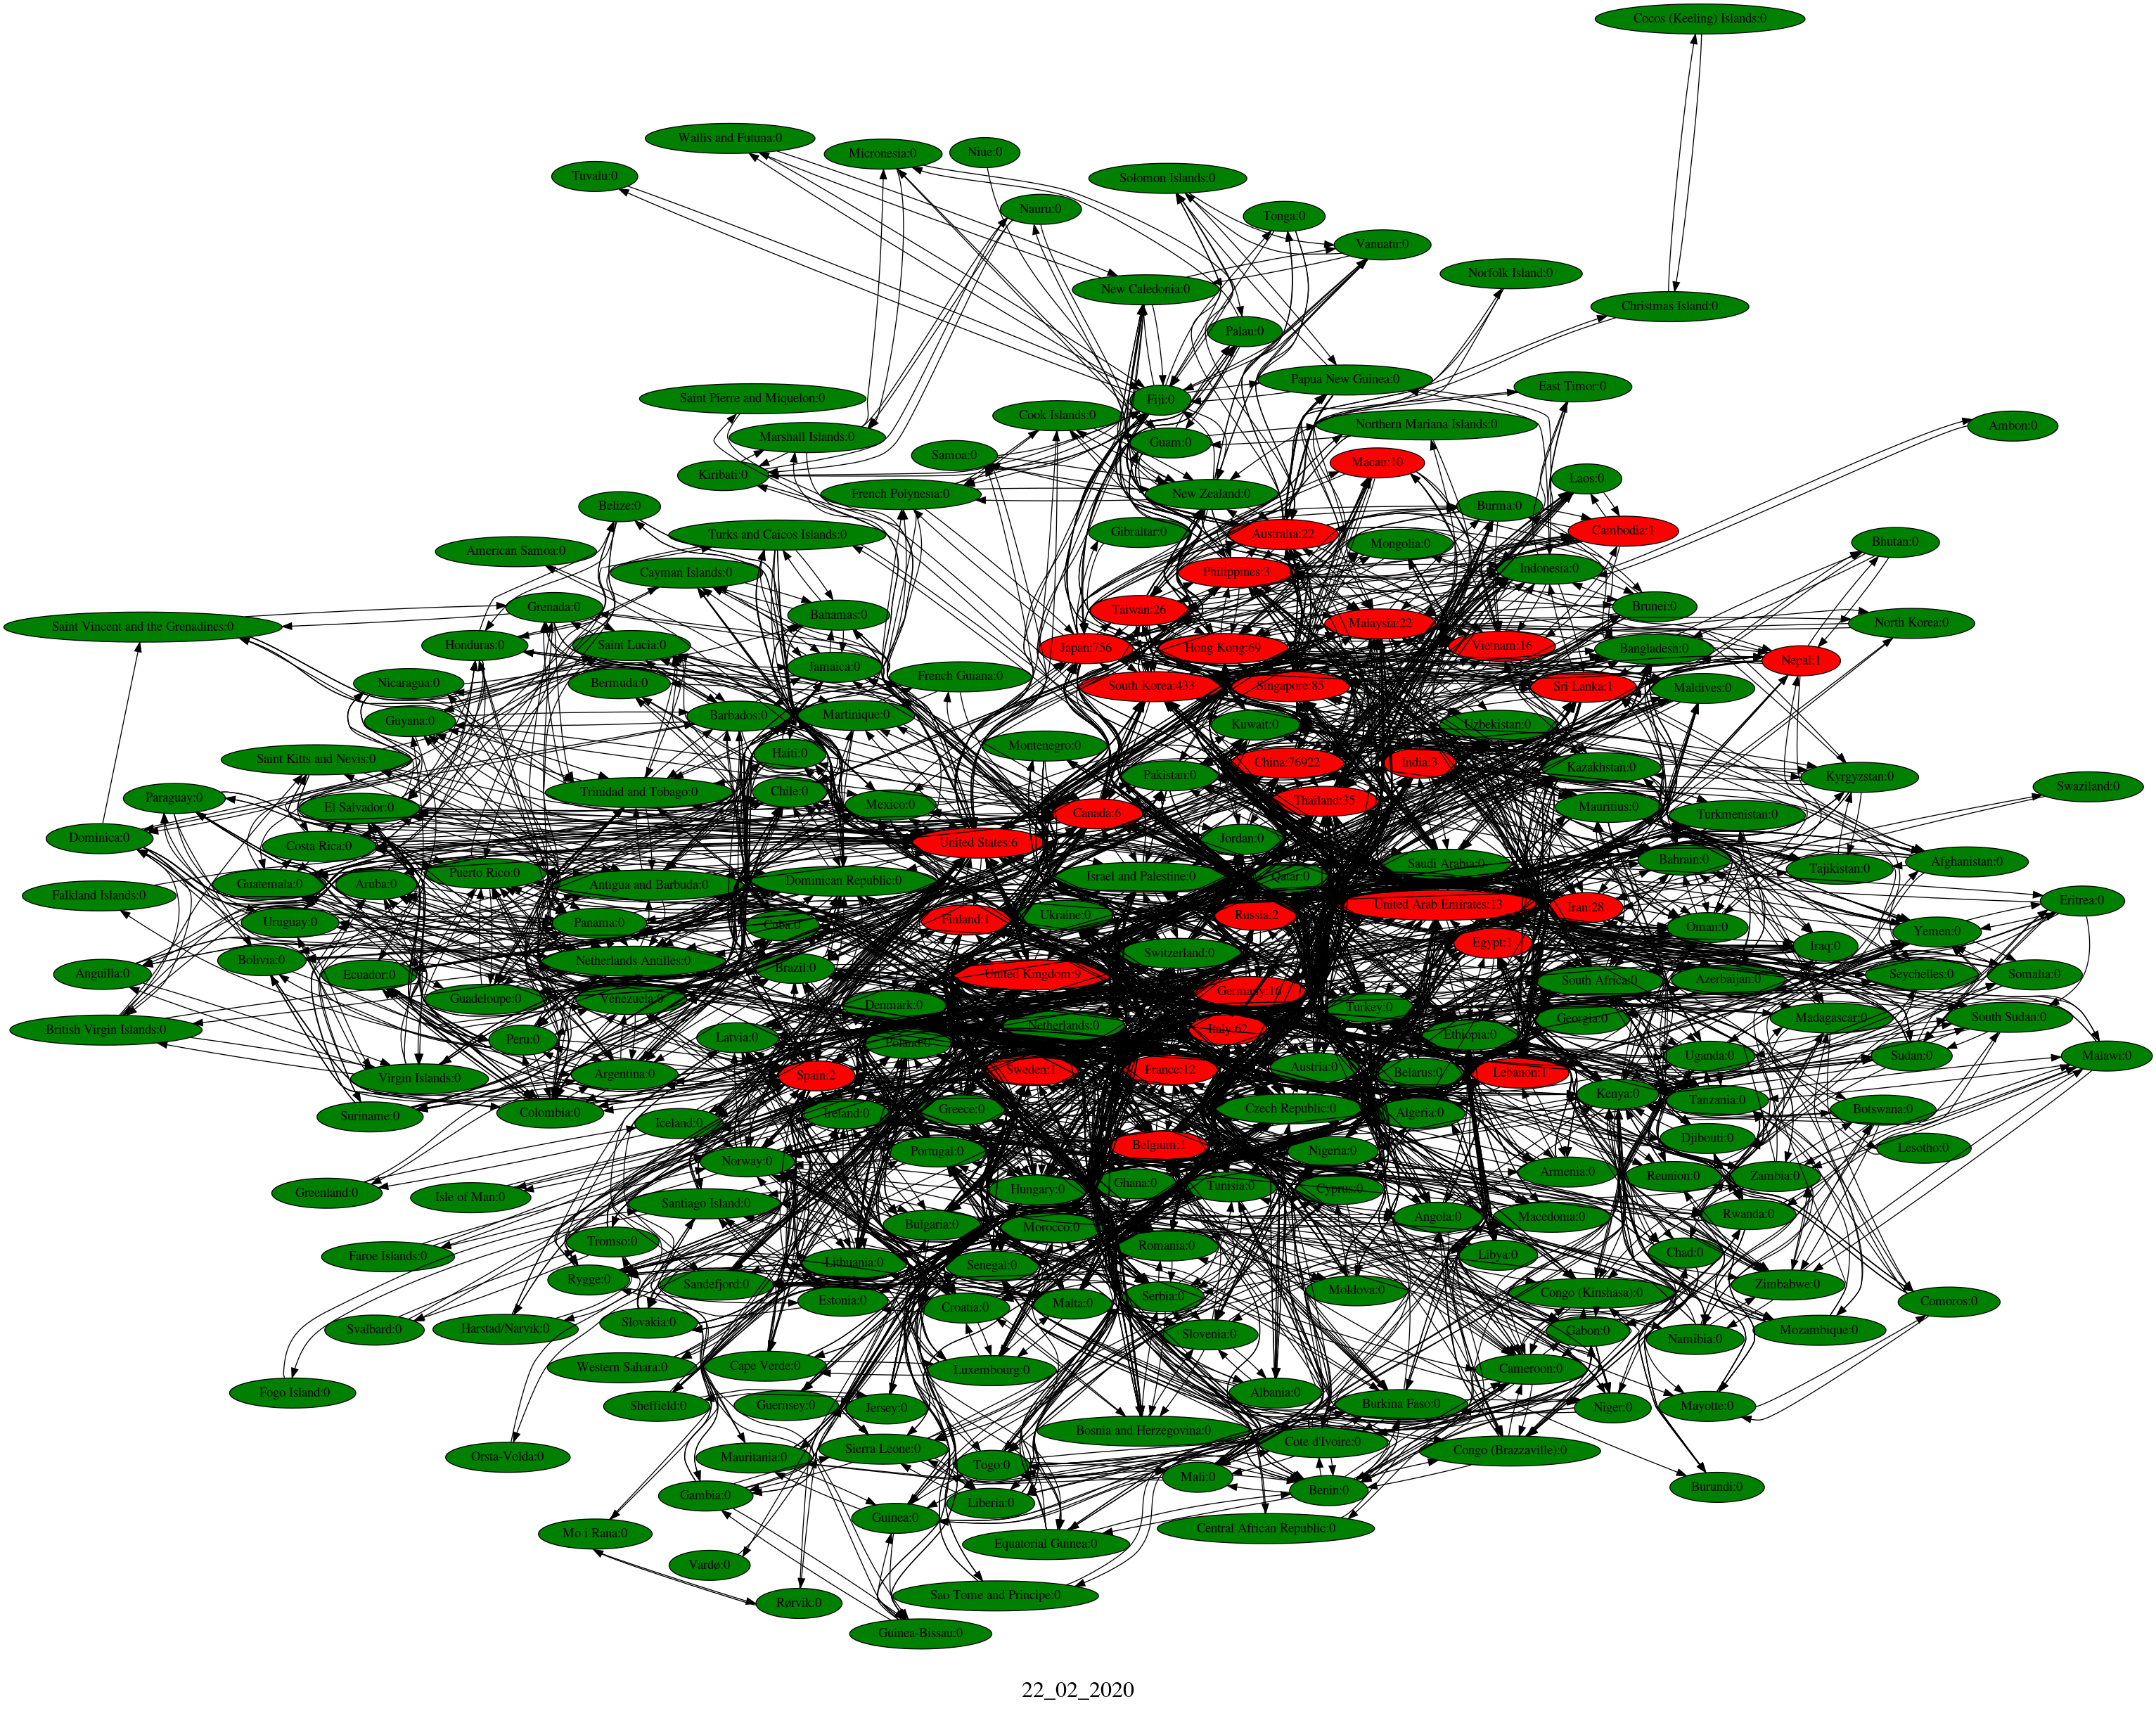 Cocos (Keeling) Islands:0
Wallis and Futuna:0
Micronesia:0
Niue:0
Tuvalu:0
Solomon Islands:0
Nauru:0
Tonga:0
Vanuatu:0
Norfolk Island:0
New Caledonia:0
Christmas Island:0
Palau:0
Papua New Guinea:0
East Timor:0
Saint Pierre and Miquelon:0
Fiji:0
Cook Islands:0
Northern Mariana Islands:0
Ambon:0
Marshall Islands:0
Guam:0
Samoa:0
Macau:10
Kiribati:0
Laos:0
French Polynesia:0
New Zealand:0
Belize:0
Burma:0
Turks and Caicos Islands:0
Gibraltar:0
Australia:22
Cambodia:1
American Samoa:0
Mongolia:0
Bhutan:0
Cayman Islands:0
Philippines:3
Indonesia:0
Grenada:0
Bahamas:0
Taiwan:26
Brunei:0
Saint Vincent and the Grenadines:0
Malaysia:22
North Korea:0
Honduras:0
Saint Lucia:0
Japan:756
Hong Kong:69
Vietnam:16
Bangladesh:0
Nepal:1
Jamaica:0
French Guiana:0
Nicaragua:0
Bermuda:0
South Korea:433
Singapore:85
Sri Lanka:1
Maldives:0
Guyana:0
Barbados:0
Martinique:0
Kuwait:0
Uzbekistan:0
Montenegro:0
Saint Kitts and Nevis:0
Haiti:0
China:76922
India:3
Kazakhstan:0
Pakistan:0
Kyrgyzstan:0
Swaziland:0
Paraguay:0
El Salvador:0
Trinidad and Tobago:0
Chile:0
Mexico:0
Thailand:35
Mauritius:0
Canada:6
Turkmenistan:0
Dominica:0
Costa Rica:0
United States:6
Jordan:0
Saudi Arabia:0
Bahrain:0
Tajikistan:0
Afghanistan:0
Falkland Islands:0
Guatemala:0
Aruba:0
Puerto Rico:0
Antigua and Barbuda:0
Dominican Republic:0
Israel and Palestine:0
Qatar:0
United Arab Emirates:13
Iran:28
Eritrea:0
Uruguay:0
Panama:0
Cuba:0
Finland:1
Ukraine:0
Russia:2
Oman:0
Yemen:0
Egypt:1
Iraq:0
Anguilla:0
Bolivia:0
Ecuador:0
Netherlands Antilles:0
Brazil:0
United Kingdom:9
Switzerland:0
South Africa:0
Azerbaijan:0
Seychelles:0
Somalia:0
Guadeloupe:0
Venezuela:0
Denmark:0
Germany:16
Turkey:0
Georgia:0
Madagascar:0
South Sudan:0
British Virgin Islands:0
Peru:0
Latvia:0
Poland:0
Netherlands:0
Italy:62
Ethiopia:0
Uganda:0
Sudan:0
Malawi:0
Virgin Islands:0
Argentina:0
Spain:2
Sweden:1
France:12
Austria:0
Belarus:0
Lebanon:1
Kenya:0
Tanzania:0
Botswana:0
Suriname:0
Colombia:0
Iceland:0
Ireland:0
Greece:0
Czech Republic:0
Algeria:0
Djibouti:0
Lesotho:0
Norway:0
Portugal:0
Belgium:1
Nigeria:0
Armenia:0
Reunion:0
Zambia:0
Greenland:0
Isle of Man:0
Santiago Island:0
Hungary:0
Ghana:0
Tunisia:0
Cyprus:0
Angola:0
Macedonia:0
Rwanda:0
Bulgaria:0
Morocco:0
Faroe Islands:0
Tromso:0
Lithuania:0
Senegal:0
Romania:0
Libya:0
Chad:0
Rygge:0
Sandefjord:0
Moldova:0
Congo (Kinshasa):0
Zimbabwe:0
Comoros:0
Svalbard:0
Harstad/Narvik:0
Slovakia:0
Estonia:0
Croatia:0
Malta:0
Serbia:0
Slovenia:0
Gabon:0
Namibia:0
Mozambique:0
Western Sahara:0
Cape Verde:0
Luxembourg:0
Cameroon:0
Fogo Island:0
Sheffield:0
Guernsey:0
Jersey:0
Albania:0
Burkina Faso:0
Niger:0
Mayotte:0
Bosnia and Herzegovina:0
Orsta-Volda:0
Mauritania:0
Sierra Leone:0
Togo:0
Cote d'Ivoire:0
Congo (Brazzaville):0
Mali:0
Gambia:0
Liberia:0
Benin:0
Burundi:0
Guinea:0
Central African Republic:0
Mo i Rana:0
Equatorial Guinea:0
Vardø:0
Sao Tome and Principe:0
Rørvik:0
Guinea-Bissau:0
22_02_2020